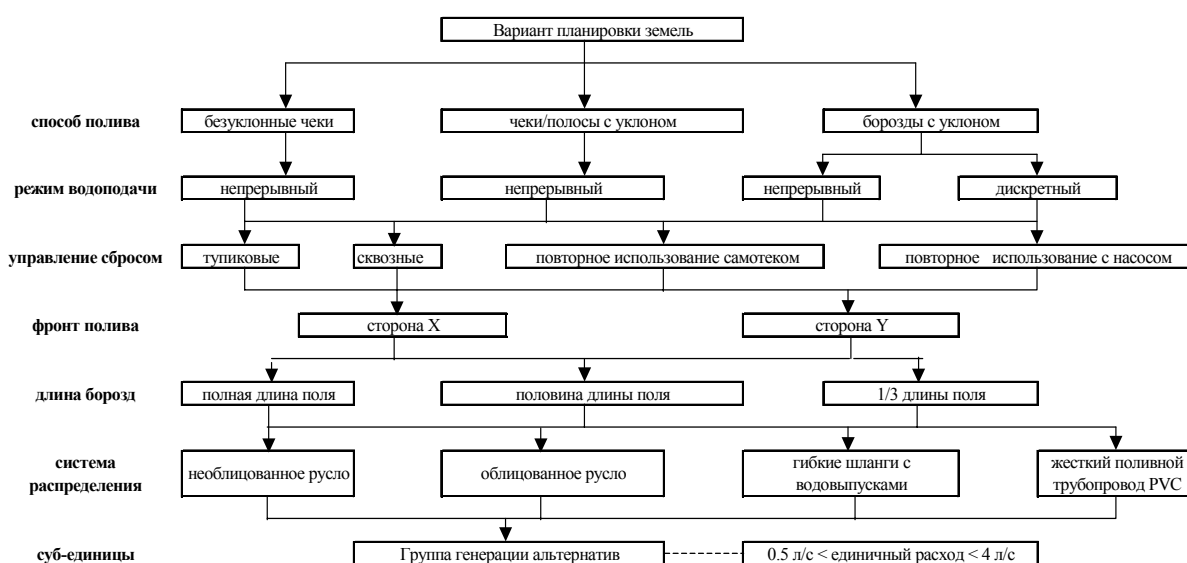 Вариант планировки земель
способ полива
безуклонные чеки
чеки/полосы с уклоном
борозды с уклоном
режим водоподачи
непрерывный
непрерывный
непрерывный
дискретный
управление сбросом
тупиковые
сквозные
повторное использование самотеком
повторное использование с насосом
фронт полива
сторона X
сторона Y
длина борозд
полная длина поля
половина длины поля
1/3 длины поля
система
распределения
необлицованное русло
облицованное русло
гибкие шланги с
водовыпусками
жесткий поливной
трубопровод PVC
суб-единицы
Группа генерации альтернатив
0.5 л/с < единичный расход < 4 л/с